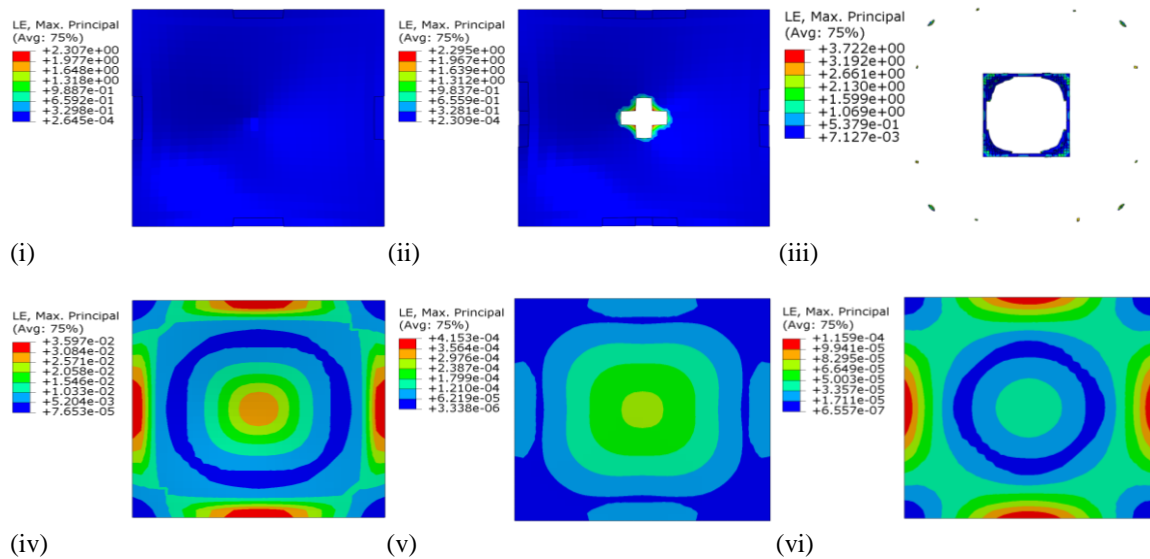 LE, Max. Principal
(Avg: 75%)
+2.307e+00
+1.977e+00
+1.648e+00
+1.318e+00
+9.887e-01
+6.592e-01
+3.298e-01
+2.645e-04
(i)
LE, Max. Principal
(Avg: 75%)
+2.295e+00
+1.967e+00
+1.639e+00
+1.312e+00
+9.837e-01
+6.559e-01
+3.281e-01
+2.309e-04
(ii)
LE, Max. Principal
(Avg: 75%)
+3.722e+00
+3.192e+00
+2.661e+00
+2.130e+00
+1.599e+00
+1.069e+00
+5.379e-01
+7.127e-03
(iii)
LE, Max. Principal
(Avg: 75%)
+3.597e-02
+3.084e-02
+2.571e-02
+2.058e-02
+1.546e-02
+1.033e-02
+5.204e-03
+7.653e-05
(iv)
LE, Max. Principal
(Avg: 75%)
+4.153e-04
+3.564e-04
+2.976e-04
+2.387e-04
+1.799e-04
+1.210e-04
+6.219e-05
+3.338e-06
(v)
LE, Max. Principal
(Avg: 75%)
+1.159e-04
+9.941e-05
+8.295e-05
+6.649e-05
+5.003e-05
+3.357e-05
+1.711e-05
+6.557e-07
(vi)